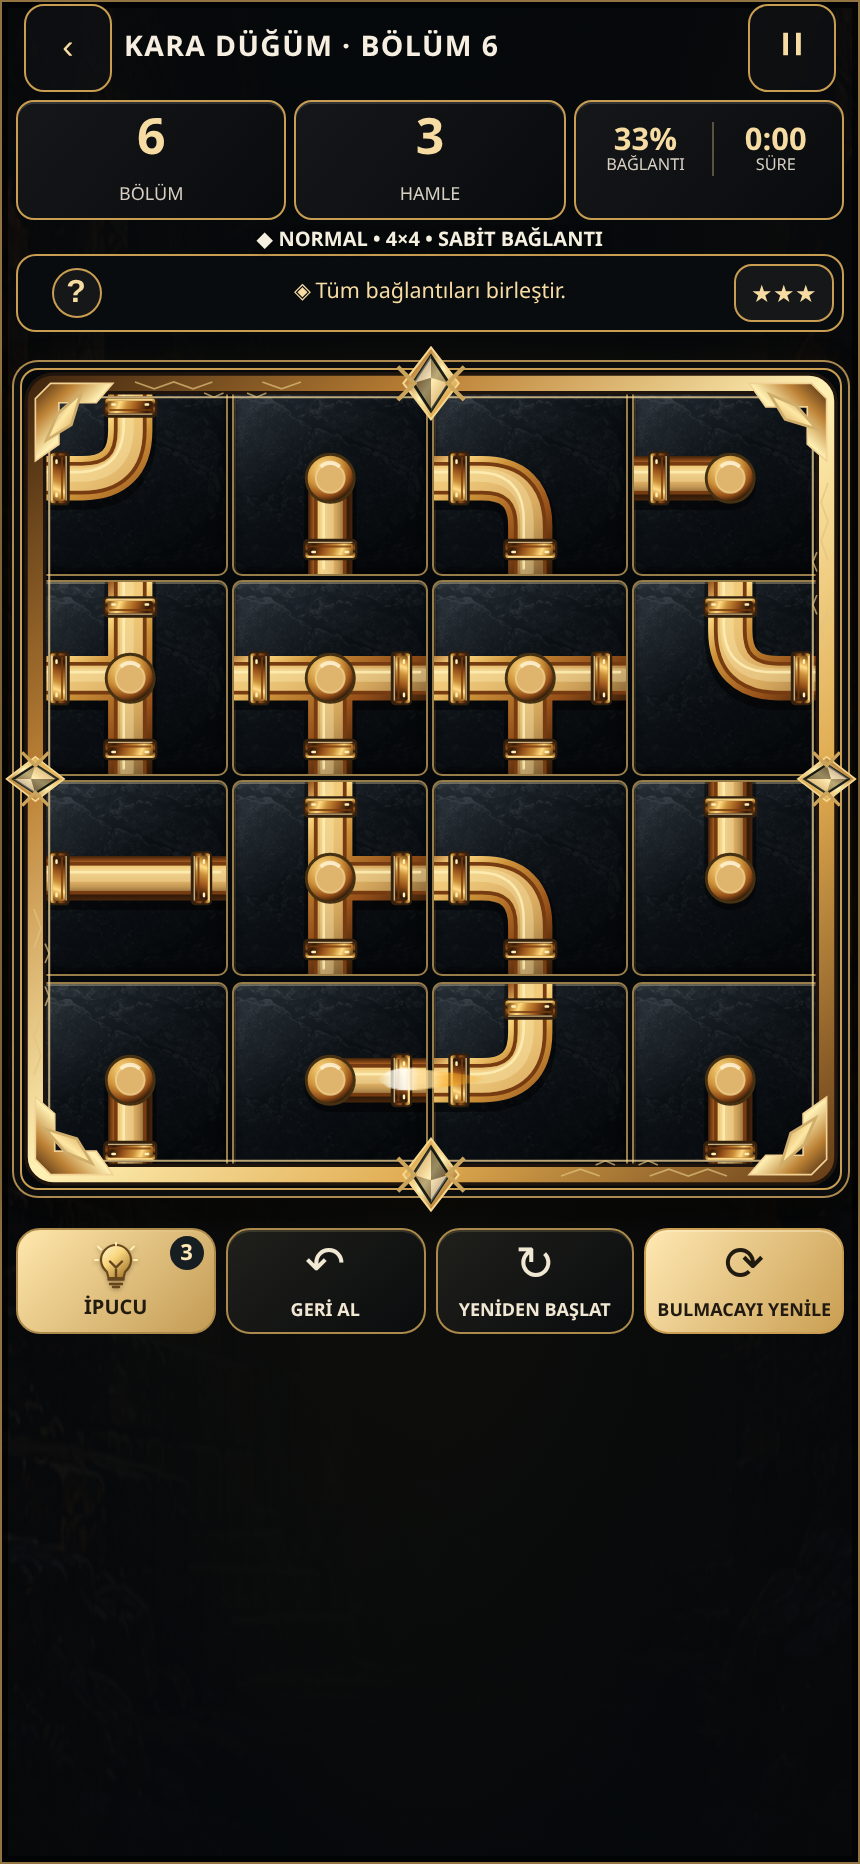 ‹ KARA DÜĞÜM · BÖLÜM 6
6
BÖLÜM
3
HAMLE
33%
BAĞLANTI
0:00
SÜRE
◆ NORMAL • 4×4 • SABİT BAĞLANTI
?
◈ Tüm bağlantıları birleştir.
★★★
3
İPUCU
GERİ AL
YENİDEN BAŞLAT
BULMACAYI YENİLE